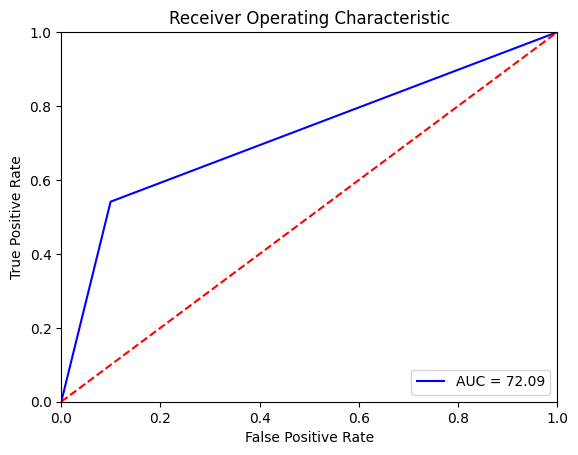 Receiver Operating Characteristic
1.0
0.8
0.6
0.4
0.2
0.0
True Positive Rate
AUC = 72.09
0.0 0.2 0.4 0.6 0.8 1.0
False Positive Rate